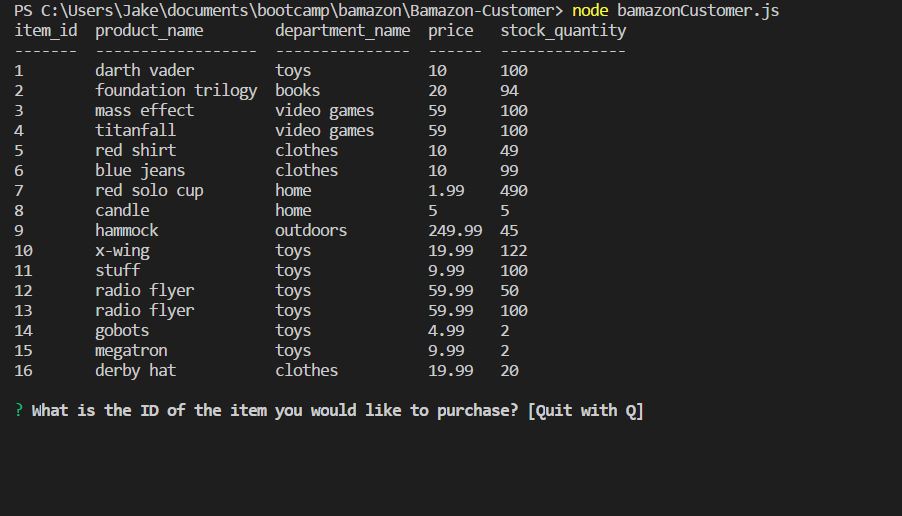 PS C:\Users\Jake\documents\bootcamp\bamazon\Bamazon-Customer> node bamazonCustomer.js
item_id  product_name        department_name  price   stock_quantity
-------  ------------------  ---------------  ------  --------------
1        darth vader         toys             10      100
2        foundation trilogy  books            20      94
3        mass effect         video games      59      100
4        titanfall           video games      59      100
5        red shirt           clothes          10      49
6        blue jeans          clothes          10      99
7        red solo cup        home             1.99    490
8        candle              home             5       5
9        hammock             outdoors         249.99  45
10       x-wing              toys             19.99   122
11       stuff               toys             9.99    100
12       radio flyer         toys             59.99   50
13       radio flyer         toys             59.99   100
14       gobots              toys             4.99    2
15       megatron            toys             9.99    2
16       derby hat           clothes          19.99   20
? What is the ID of the item you would like to purchase? [Quit with Q]